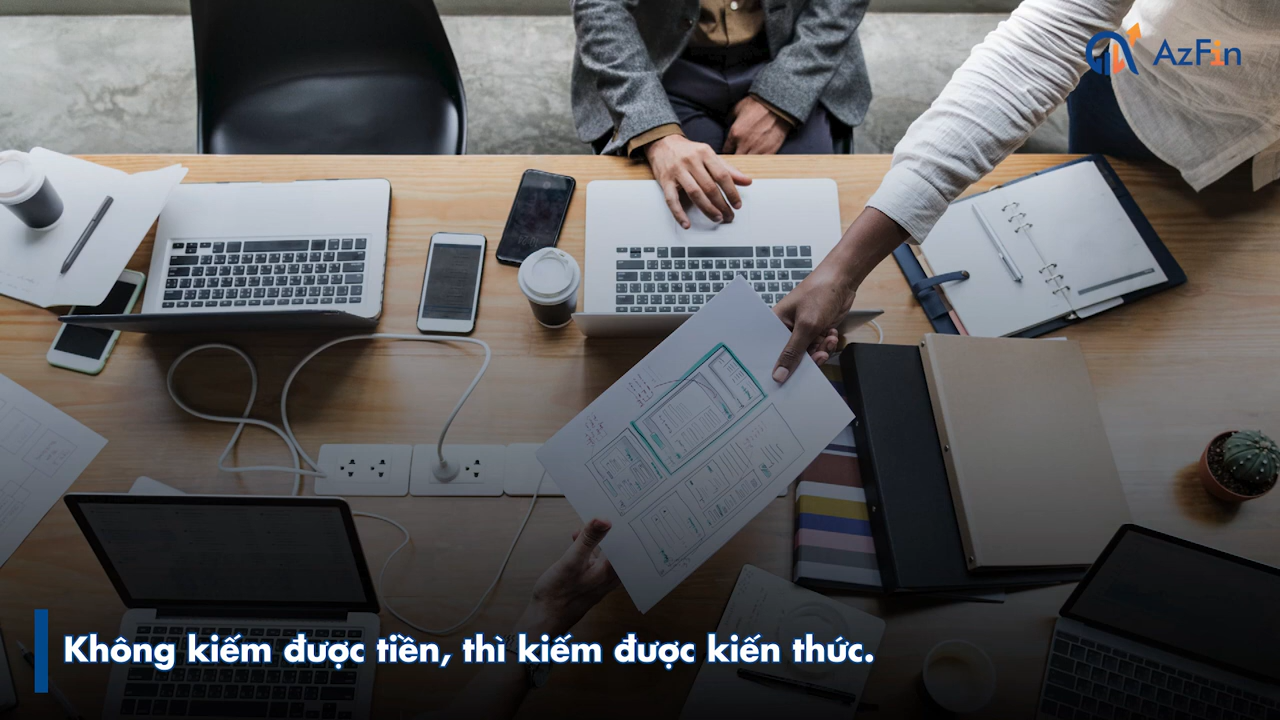 AzFin
Không kiếm được tiền, thì kiếm được kiến thức.